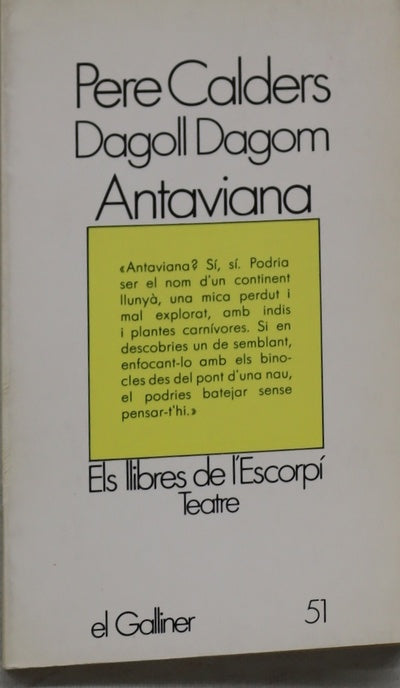 Pere Calders
Dagoll Dagom
Antaviana
«Antaviana? Sí, sí. Podria
ser el nom d'un continent
llunyà, una mica perdut i
mal explorat, amb indis
i plantes carnívores. Si en
descobries un de semblant,
enfocant-lo amb els bino-
cles des del pont d'una nau,
el podries batejar sense
pensar-t'hi.»
Els llibres de l'Escorpí
Teatre
el Galliner 51